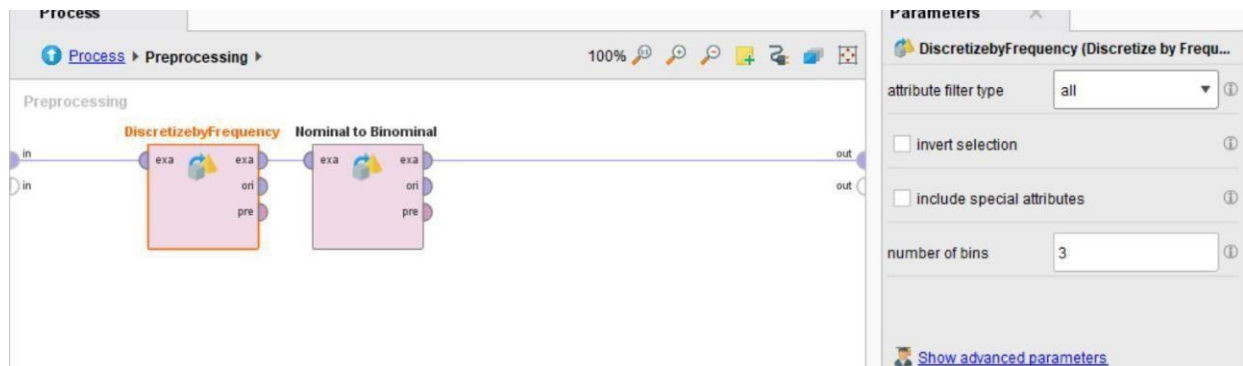 Process
Process ▸ Preprocessing ▸
100%
Preprocessing
DiscretizebyFrequency
Nominal to Binominal
in
exa
exa
exa
exa
out
in
ori
ori
out
pre
pre
Parameters
DiscretizebyFrequency (Discretize by Frequ...
attribute filter type
all
invert selection
include special attributes
number of bins
3
Show advanced parameters